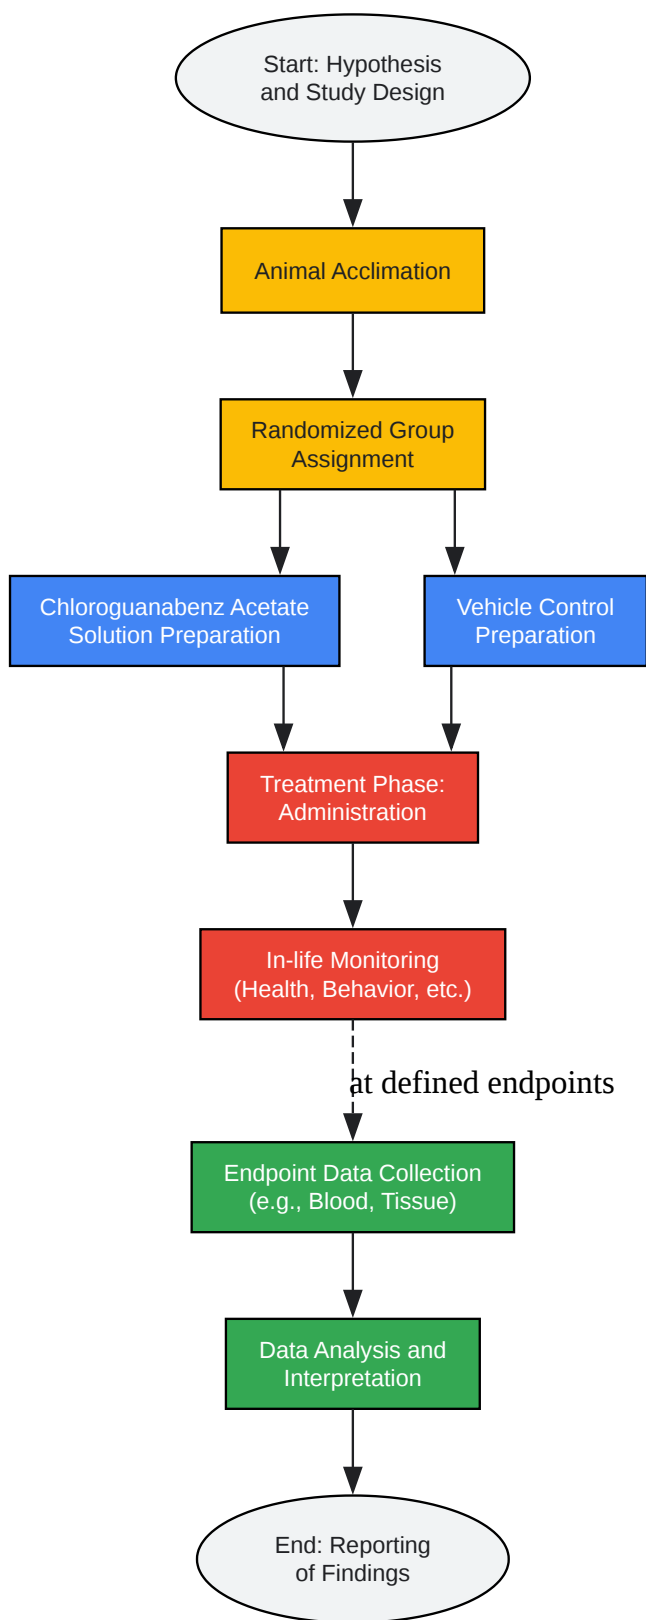 Start: Hypothesis
and Study Design
Animal Acclimation
Randomized Group
Assignment
Chloroguanabenz Acetate
Solution Preparation
Vehicle Control
Preparation
Treatment Phase:
Administration
In-life Monitoring
(Health, Behavior, etc.)
at defined endpoints
Endpoint Data Collection
(e.g., Blood, Tissue)
Data Analysis and
Interpretation
End: Reporting
of Findings